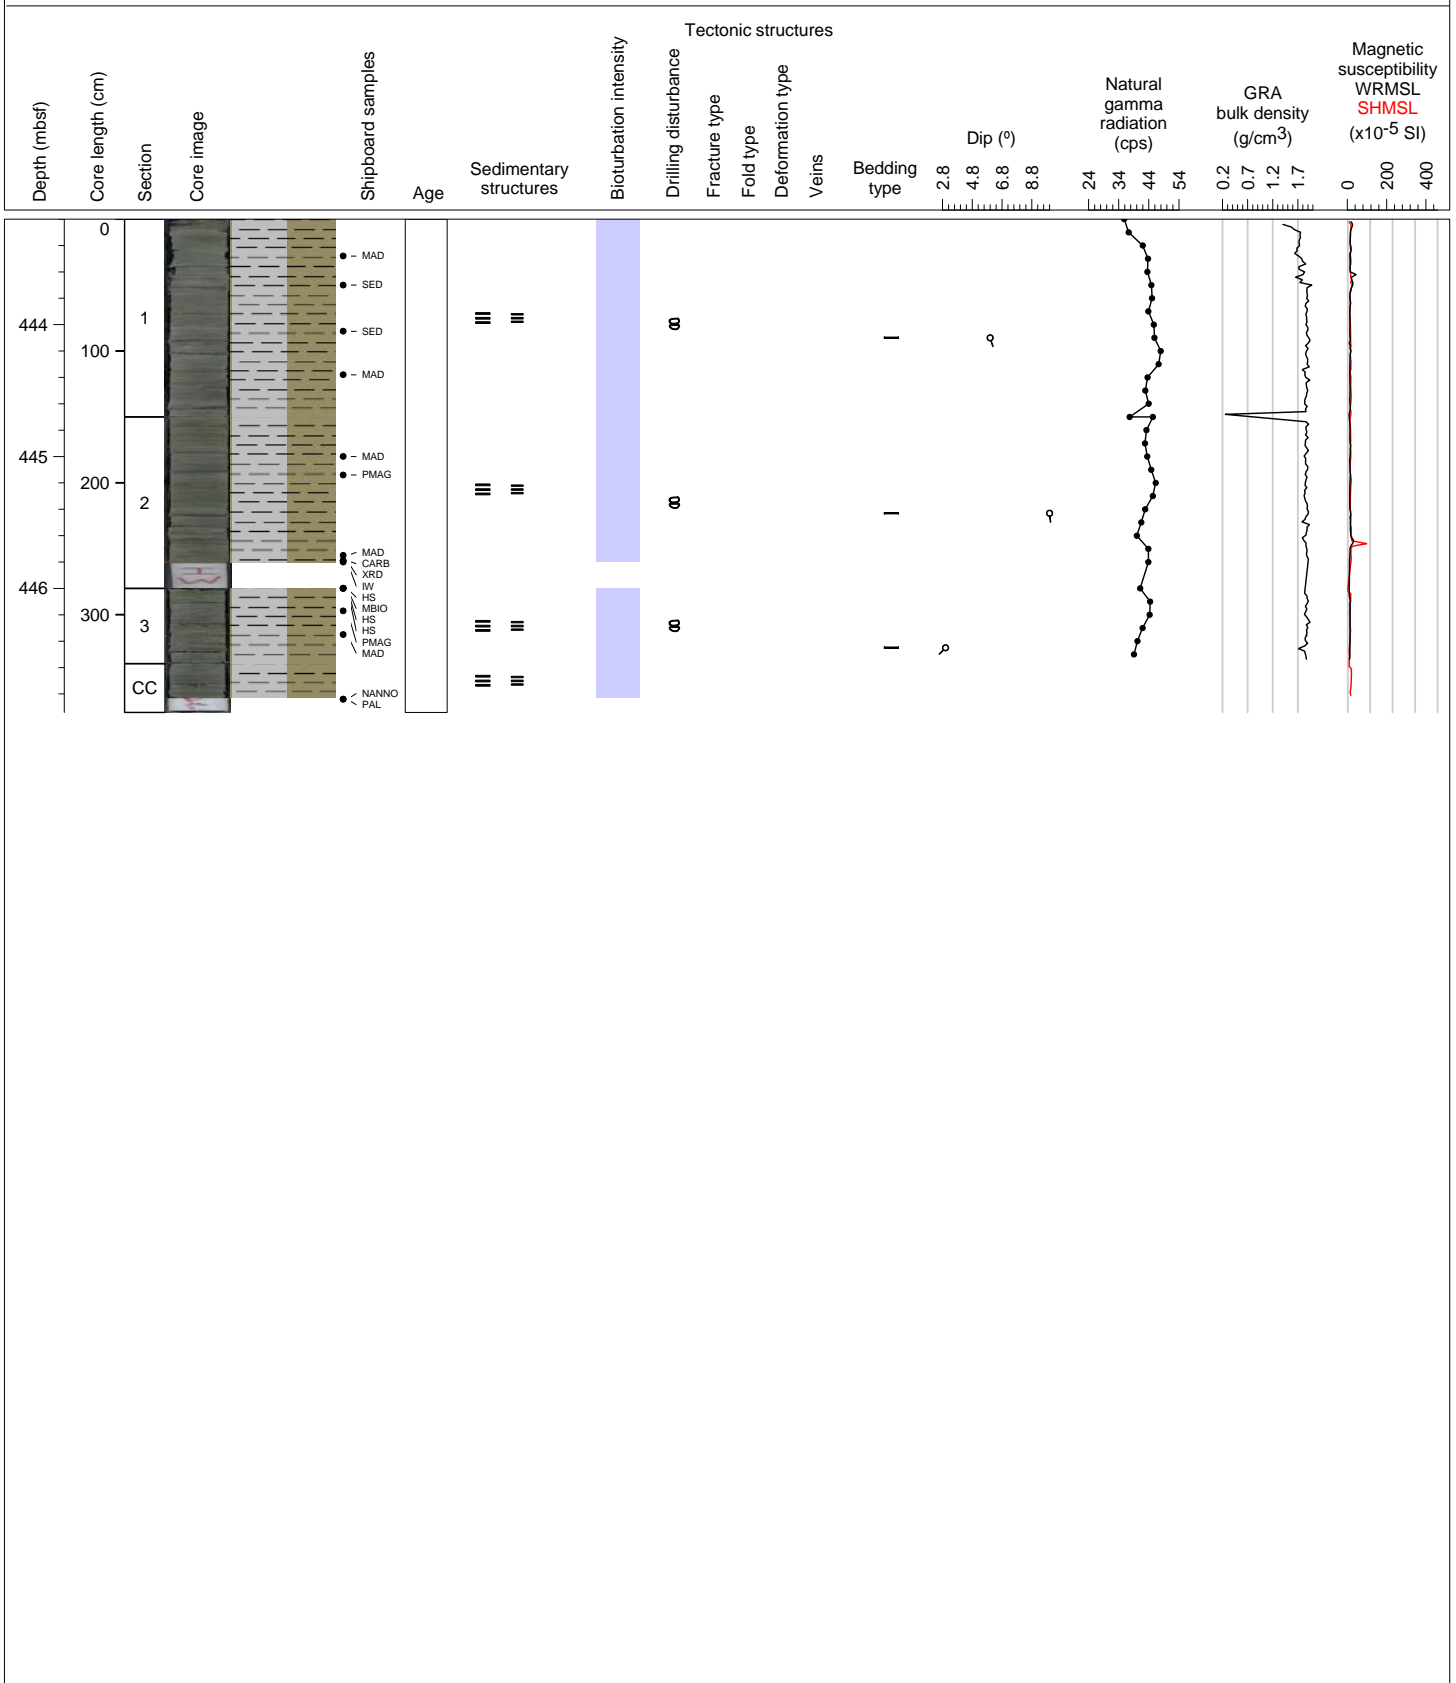 Tectonic structures
Depth (mbsf)
Core length (cm)
Section
Core image
Shipboard samples
Age
Sedimentary
structures
Bioturbation intensity
Drilling disturbance
Fracture type
Fold type
Deformation type
Veins
Bedding
type
Dip (º)
2.8
4.8
6.8
8.8
Natural
gamma
radiation
(cps)
24
34
44
54
GRA
bulk density
(g/cm3)
0.2
0.7
1.2
1.7
Magnetic
susceptibility
WRMSL
SHMSL
(x10-5 SI)
0
200
400
0
MAD
SED
444
1
SED
100
MAD
445
MAD
PMAG
200
2
MAD
CARB
XRD
446
IW
HS
MBIO
HS
HS
PMAG
MAD
300
3
CC
NANNO
PAL